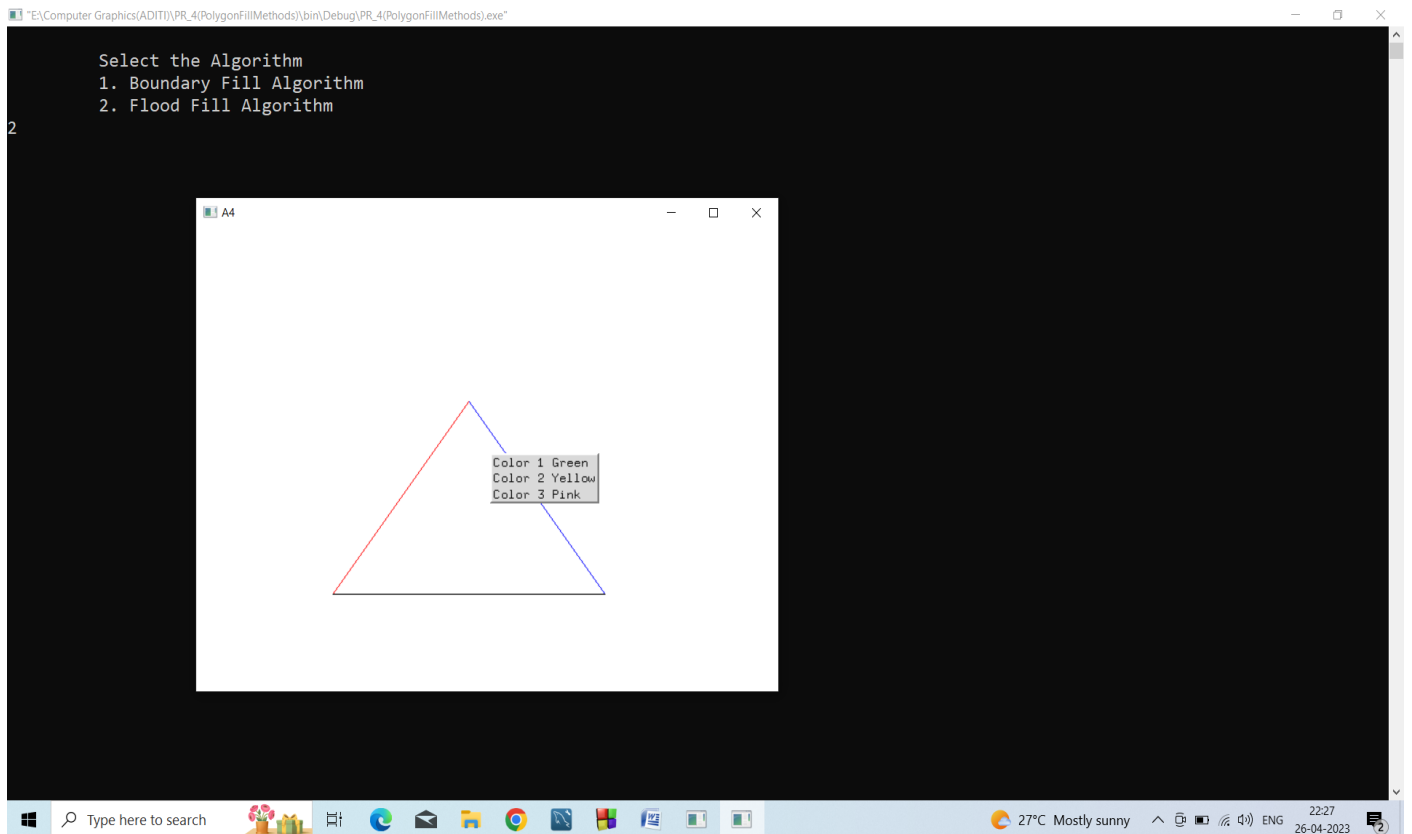 "E:\Computer Graphics(ADITI)\PR_4(PolygonFillMethods)\bin\Debug\PR_4(PolygonFillMethods).exe"
Select the Algorithm
1. Boundary Fill Algorithm
2. Flood Fill Algorithm
2
A4
Color 1 Green
Color 2 Yellow
Color 3 Pink
Type here to search
27°C Mostly sunny
ENG
22:27
26-04-2023
2